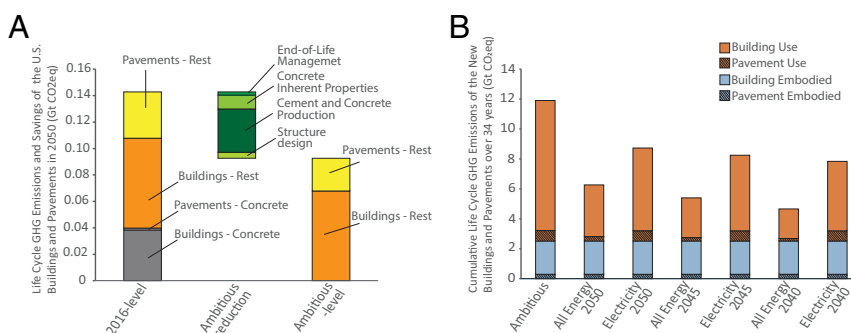 A
Life Cycle GHG Emissions and Savings of the U.S.
Buildings and Pavements in 2050 (Gt CO2eq)
0.16
0.14
0.12
0.10
0.08
0.06
0.04
0.02
0
Pavements - Rest
Buildings - Rest
Pavements - Concrete
Buildings - Concrete
End-of-Life
Managemet
Concrete
Inherent Properties
Cement and Concrete
Production
Structure
design
Pavements - Rest
Buildings - Rest
2016-level
Ambitious
Ambitious
-level
B
Cumulative Life Cycle GHG Emissions of the New
Buildings and Pavements over 34 years (Gt CO₂eq)
14
12
10
8
6
4
2
0
Building Use
Pavement Use
Building Embodied
Pavement Embodied
Ambitious
All Energy
2050
Electricity
2050
All Energy
2045
Electricity
2045
All Energy
2040
Electricity
2040